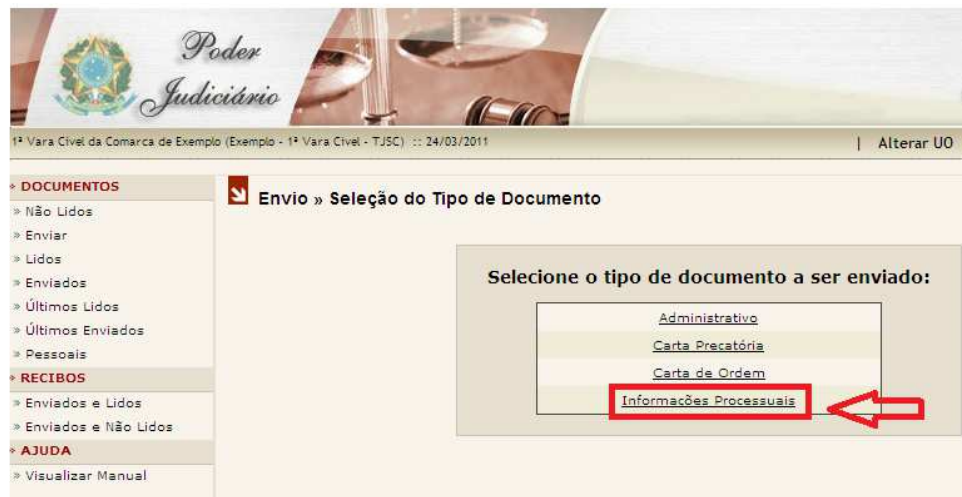 Poder
Judiciário
1ª Vara Cível da Comarca de Exemplo (Exemplo - 1ª Vara Cível - TJSC) :: 24/03/2011
| Alterar UO
» DOCUMENTOS
» Não Lidos
» Enviar
» Lidos
» Enviados
» Últimos Lidos
» Últimos Enviados
» Pessoais
» RECIBOS
» Enviados e Lidos
» Enviados e Não Lidos
» AJUDA
» Visualizar Manual
Envio » Seleção do Tipo de Documento
Selecione o tipo de documento a ser enviado:
Administrativo
Carta Precatória
Carta de Ordem
Informações Processuais